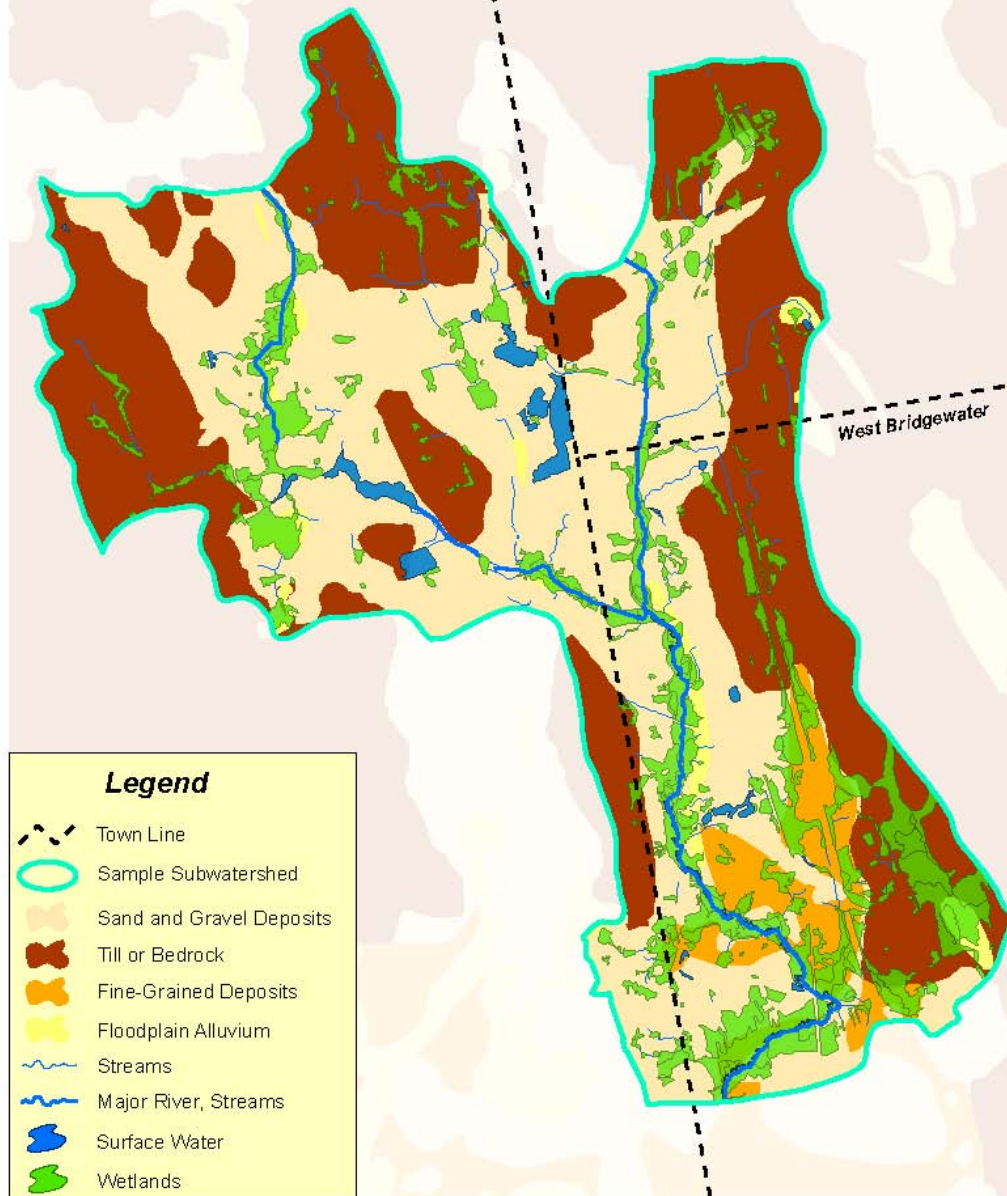 West Bridgewater
Legend
Town Line
Sample Subwatershed
Sand and Gravel Deposits
Till or Bedrock
Fine-Grained Deposits
Floodplain Alluvium
Streams
Major River, Streams
Surface Water
Wetlands